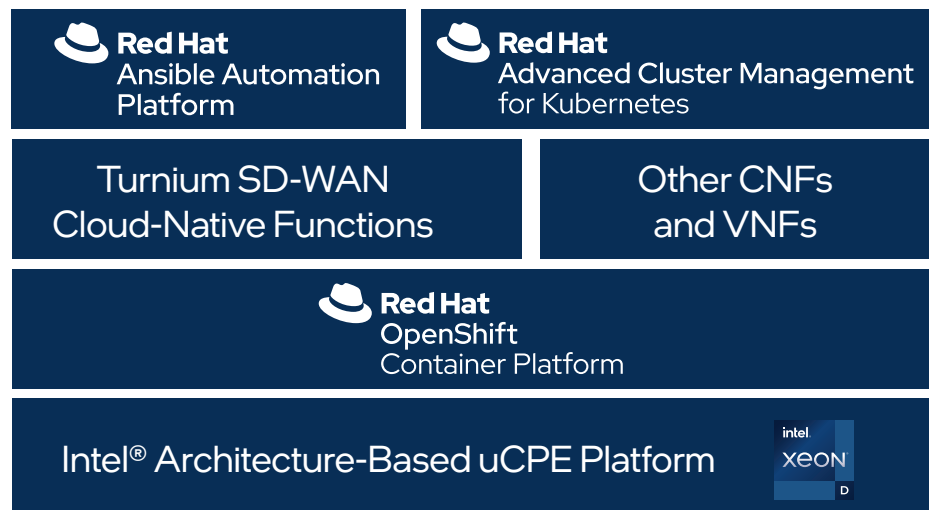 Red Hat
Ansible Automation
Platform
Red Hat
Advanced Cluster Management
for Kubernetes
Turnium SD-WAN
Cloud-Native Functions
Other CNFs
and VNFs
Red Hat
OpenShift
Container Platform
Intel® Architecture-Based uCPE Platform
intel.
xeon
D